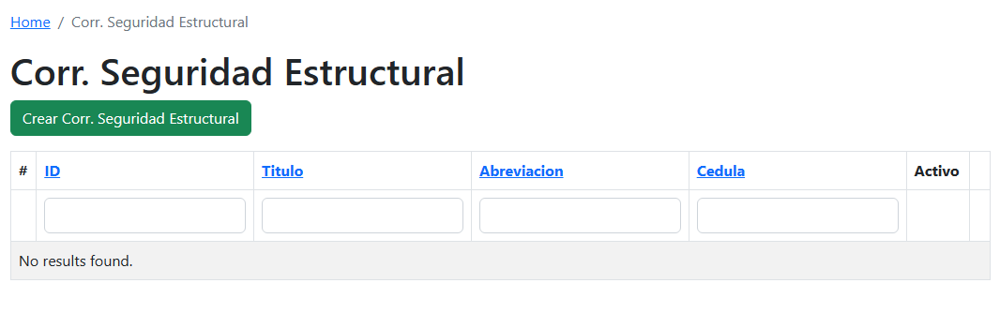 Home / Corr. Seguridad Estructural
Corr. Seguridad Estructural
Crear Corr. Seguridad Estructural
# ID Titulo Abreviacion Cedula Activo
No results found.